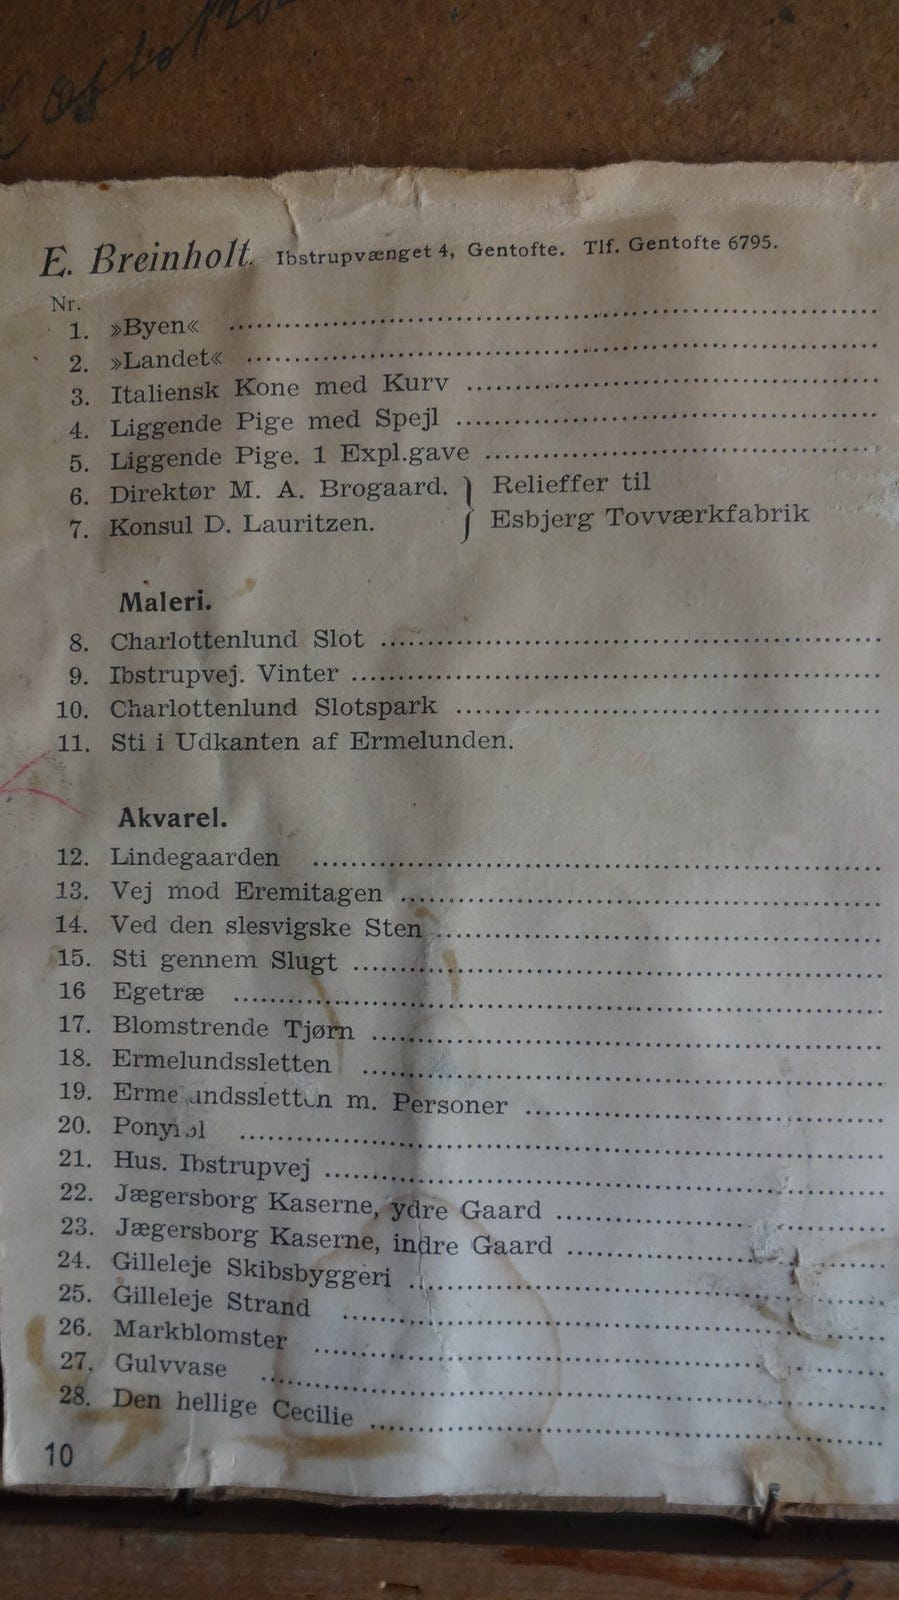 E. Breinholt. Ibstrupvænget 4, Gentofte. Tlf. Gentofte 6795.
Nr.
1. »Byen« ........................................
2. »Landet« ........................................
3. Italiensk Kone med Kurv ........................................
4. Liggende Pige med Spejl ........................................
5. Liggende Pige. 1 Expl.gave ........................................
6. Direktør M. A. Brogaard. } Relieffer til
7. Konsul D. Lauritzen. } Esbjerg Tovværkfabrik
Maleri.
8. Charlottenlund Slot ........................................
9. Ibstrupvej. Vinter ........................................
10. Charlottenlund Slotspark ........................................
11. Sti i Udkanten af Ermelunden.
Akvarel.
12. Lindegaarden ........................................
13. Vej mod Eremitagen ........................................
14. Ved den slesvigske Sten ........................................
15. Sti gennem Slugt ........................................
16 Egetræ ........................................
17. Blomstrende Tjørn ........................................
18. Ermelundssletten ........................................
19. Ermelundssletten m. Personer ........................................
20. ........................................
21. Hus. Ibstrupvej ........................................
22. Jægersborg Kaserne, ydre Gaard ........................................
23. Jægersborg Kaserne, indre Gaard ........................................
24. Gilleleje Skibsbyggeri ........................................
25. Gilleleje Strand ........................................
26. Markblomster ........................................
27. Gulvvase ........................................
28. Den hellige Cecilie ........................................
10